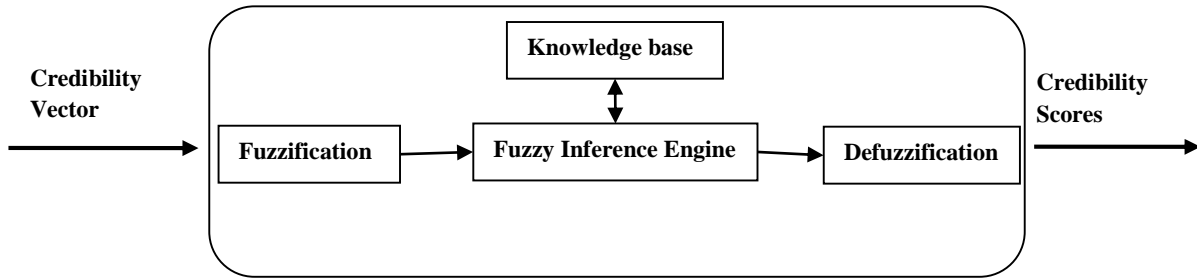 Knowledge base
Credibility
Vector
Fuzzification
Fuzzy Inference Engine
Defuzzification
Credibility
Scores